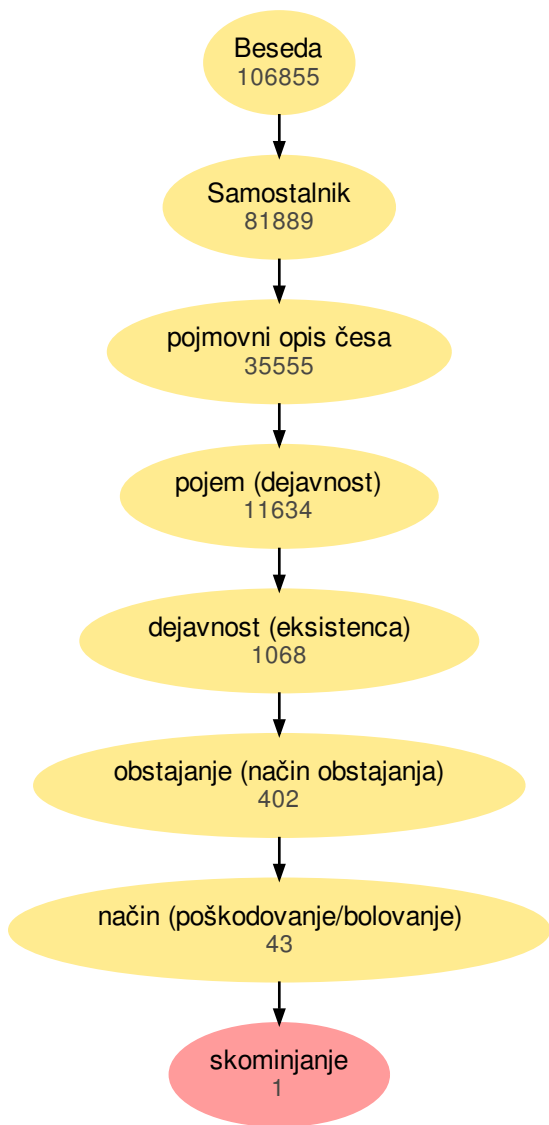 Beseda
106855
Samostalnik
81889
pojmovni opis česa
35555
pojem (dejavnost)
11634
dejavnost (eksistenca)
1068
obstajanje (način obstajanja)
402
način (poškodovanje/bolovanje)
43
skominjanje
1